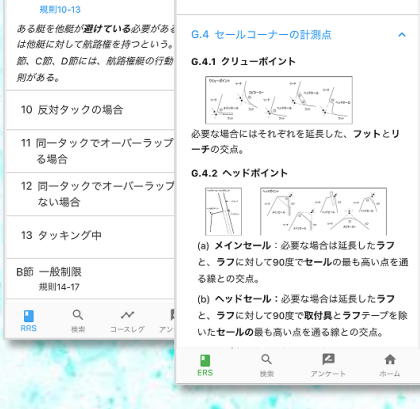 規則10-13
ある艇を他艇が避けている必要がある
は他艇に対して航路権を持つという。
節、C節、D節には、航路権艇の行動
則がある。
10 反対タックの場合
11 同一タックでオーバーラップ
る場合
12 同一タックでオーバーラップ
ない場合
13 タッキング中
B節 一般制限
規則14-17
RRS
検索
コースレグ
アン
G.4 セールコーナーの計測点
G.4.1 クリューポイント
必要な場合にはそれぞれを延長した、フットとリ
ーチの交点。
G.4.2 ヘッドポイント
(a) メインセール：必要な場合は延長したラフ
と、ラフに対して90度でセールの最も高い点を通
る線との交点。
(b) ヘッドセール：必要な場合は延長したラフ
と、ラフに対して90度で取付具とラフテープを除
いたセールの最も高い点を通る線との交点。
ERS
検索
アンケート
ホーム